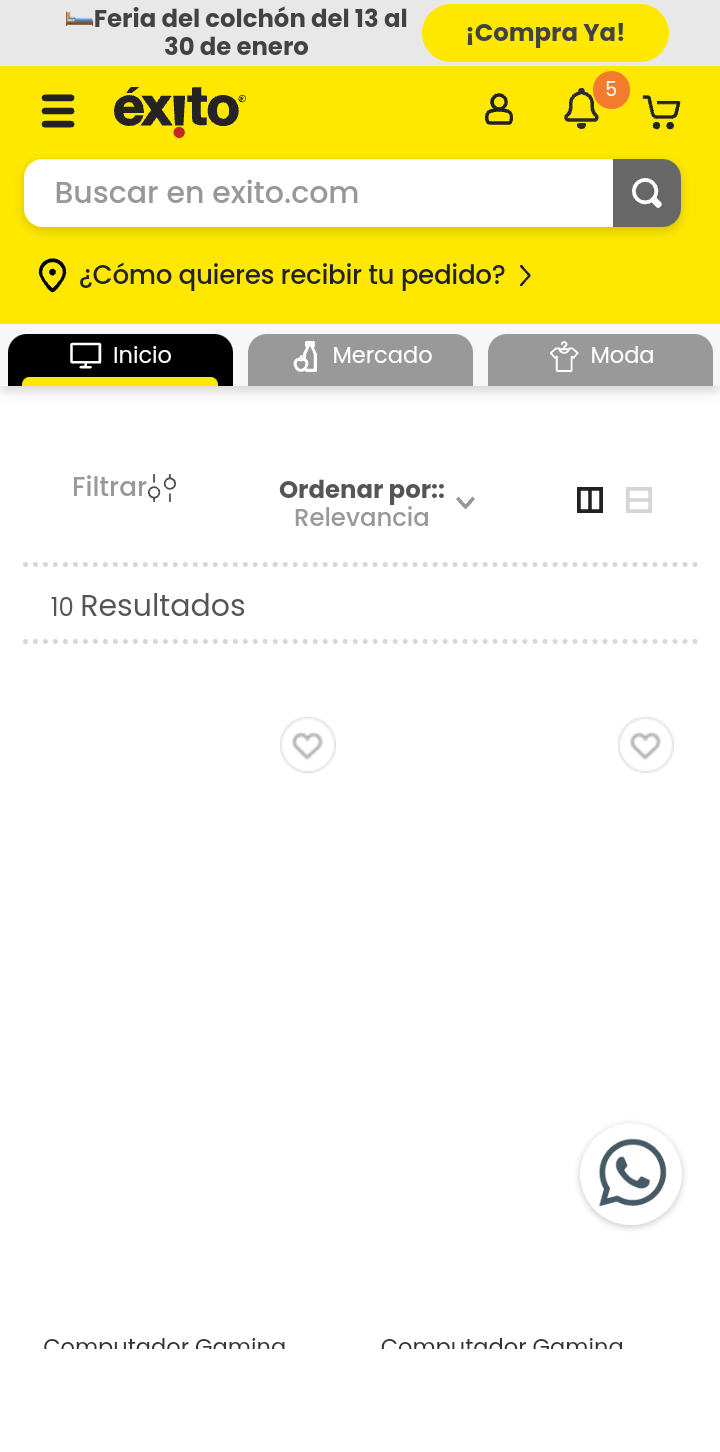 Feria del colchón del 13 al
30 de enero
¡Compra Ya!
éxito
5
Buscar en exito.com
¿Cómo quieres recibir tu pedido?
Inicio
Mercado
Moda
Filtrar
Ordenar por::
Relevancia
10 Resultados
Computador Gaming
Computador Gaming